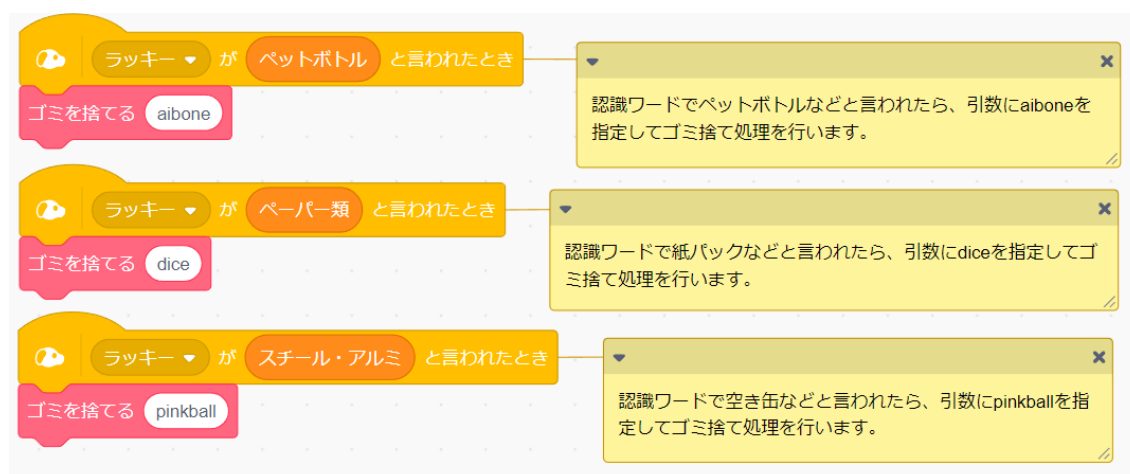 ラッキー が ペットボトル と言われたとき
ゴミを捨てる aibone
認識ワードでペットボトルなどと言われたら、引数にaiboneを
指定してゴミ捨て処理を行います。
ラッキー が ペーパー類 と言われたとき
ゴミを捨てる dice
認識ワードで紙パックなどと言われたら、引数にdiceを指定してゴ
ミ捨て処理を行います。
ラッキー が スチール・アルミ と言われたとき
ゴミを捨てる pinkball
認識ワードで空き缶などと言われたら、引数にpinkballを指
定してゴミ捨て処理を行います。